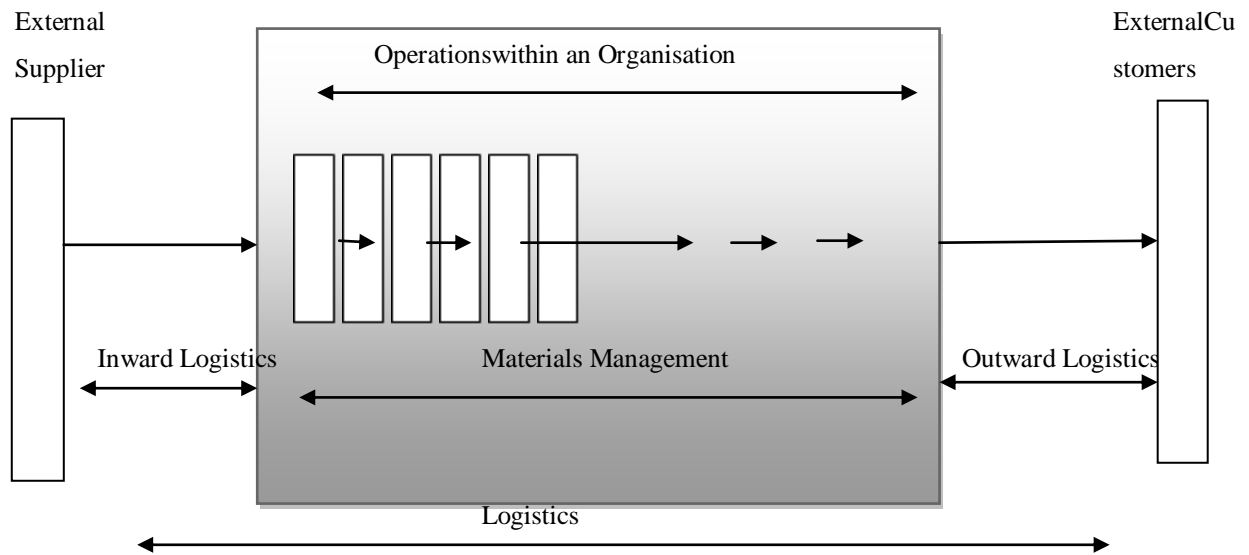 External
Supplier
Operationswithin an Organisation
ExternalCu
stomers
Inward Logistics
Materials Management
Outward Logistics
Logistics